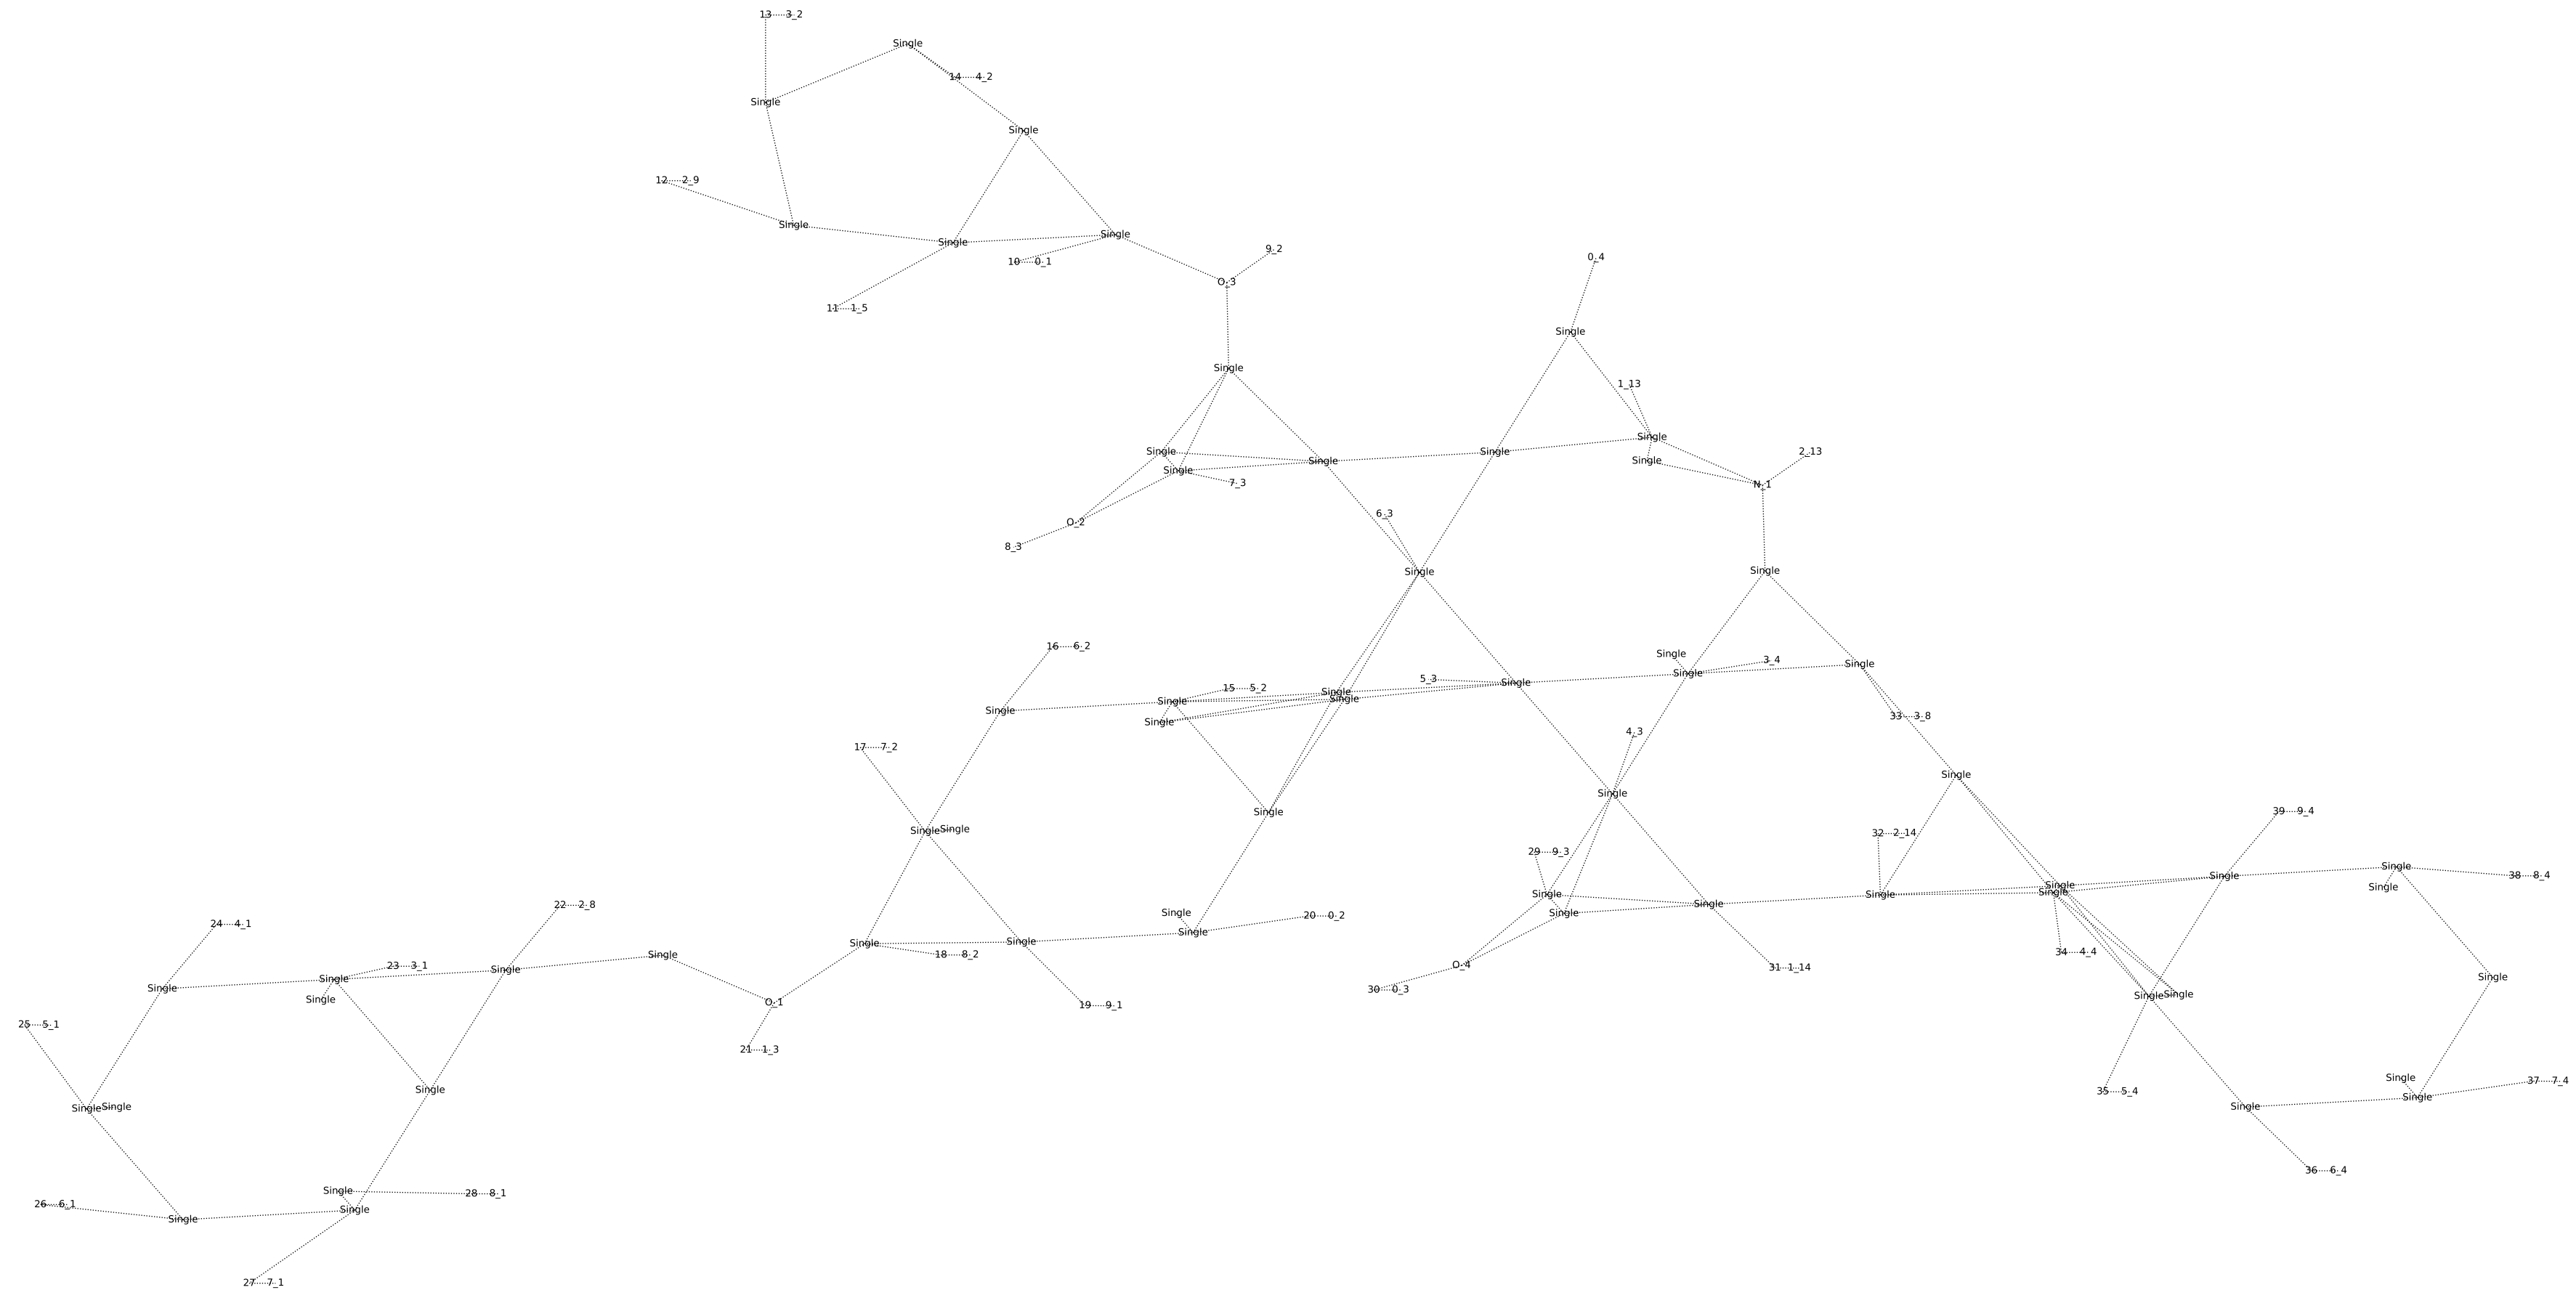 13 3_2
Single
14 4_2
Single
Single
12 2_9
Single
Single
Single
9_2
0_4
10 0_1
O_3
11 1_5
Single
Single
1_13
Single
Single
Single
2_13
Single
Single
Single
7_3
N_1
6_3
O_2
8_3
Single
Single
16 6_2
Single
3_4
Single
Single
5_3
Single
15 5_2
Single
Single
Single
Single
Single
33 3_8
Single
4_3
17 7_2
Single
Single
39 9_4
Single
Single
Single
32 2_14
29 9_3
Single
38 8_4
Single
Single
Single
Single
Single
Single
Single
22 2_8
Single
Single
Single
20 0_2
24 4_1
Single
Single
Single
34 4_4
18 8_2
Single
23 3_1
O_4
31 1_14
Single
Single
Single
Single
30 0_3
Single
Single
Single
O_1
19 9_1
25 5_1
21 1_3
Single
Single
37 7_4
Single
35 5_4
Single
Single
Single
Single
36 6_4
Single
28 8_1
26 6_1
Single
Single
27 7_1